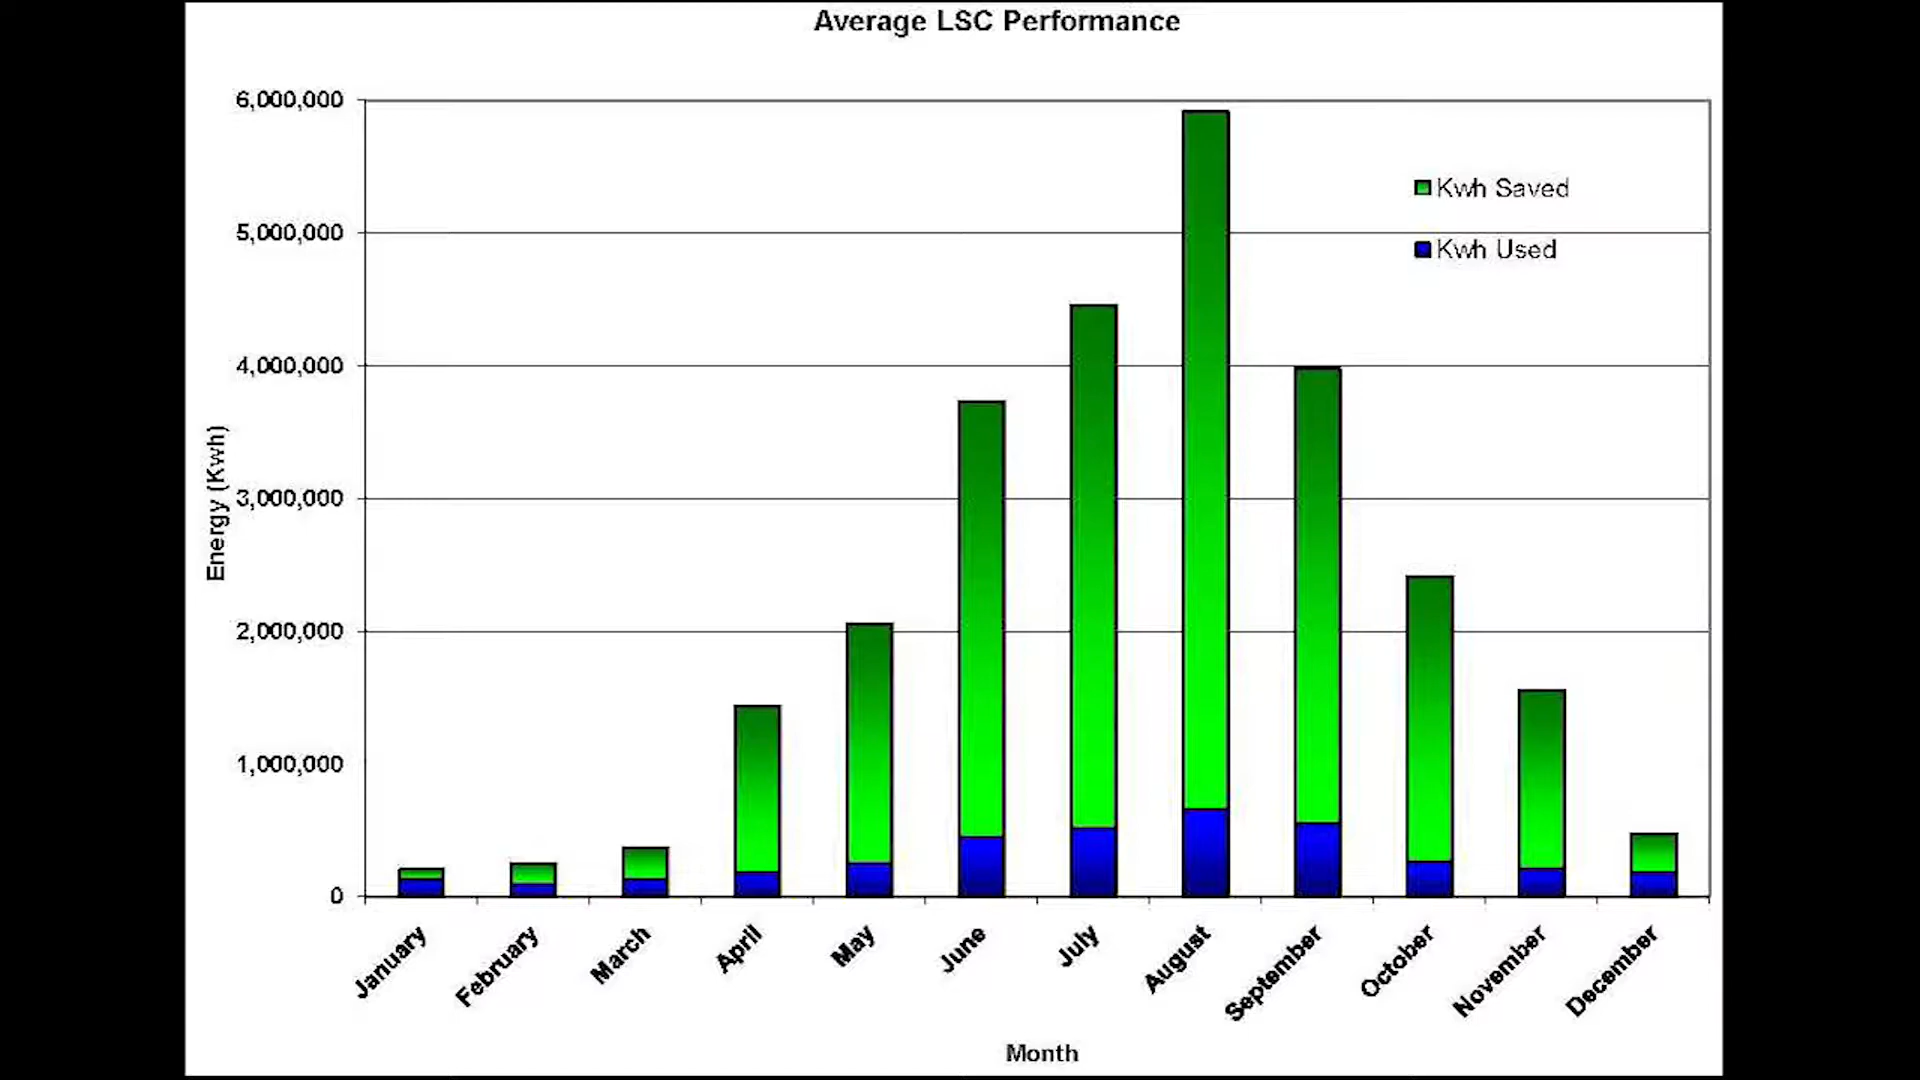 Average LSC Performance
6,000,000
5,000,000
4,000,000
3,000,000
2,000,000
1,000,000
0
Energy (Kwh)
Kwh Saved
Kwh Used
January
February
March
April
May
June
July
August
September
October
November
December
Month